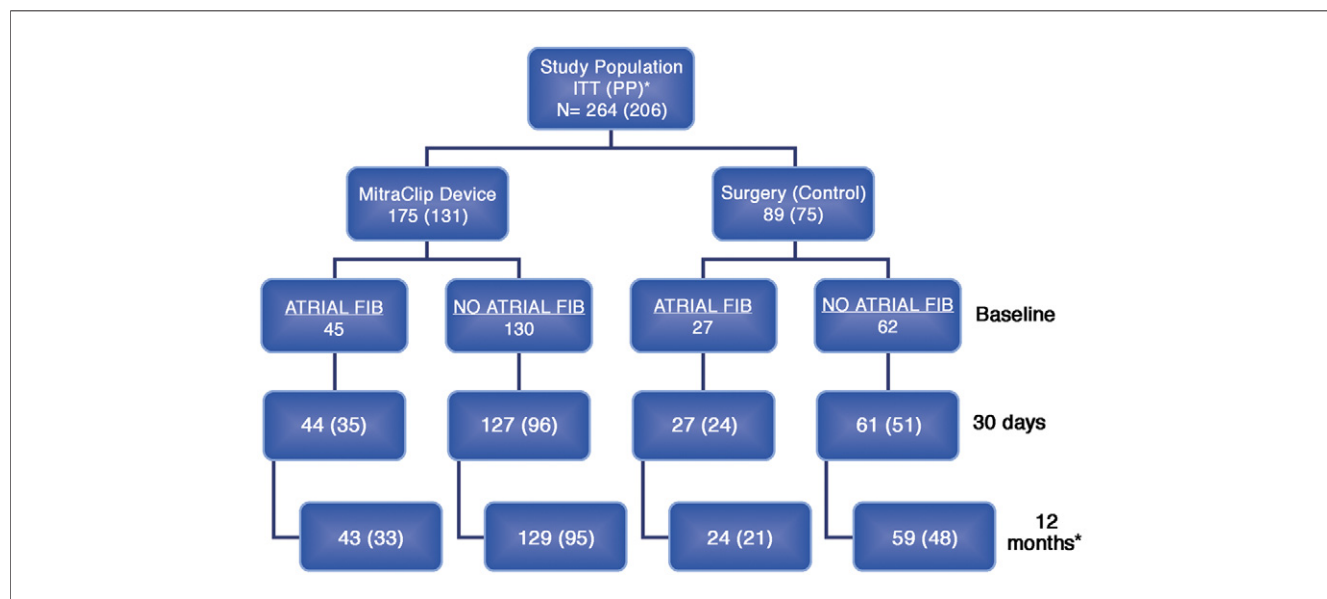 Study Population
ITT (PP)*
N= 264 (206)
MitraClip Device
175 (131)
Surgery (Control)
89 (75)
ATRIAL FIB
45
NO ATRIAL FIB
130
ATRIAL FIB
27
NO ATRIAL FIB
62
Baseline
44 (35)
127 (96)
27 (24)
61 (51)
30 days
43 (33)
129 (95)
24 (21)
59 (48)
12
months*